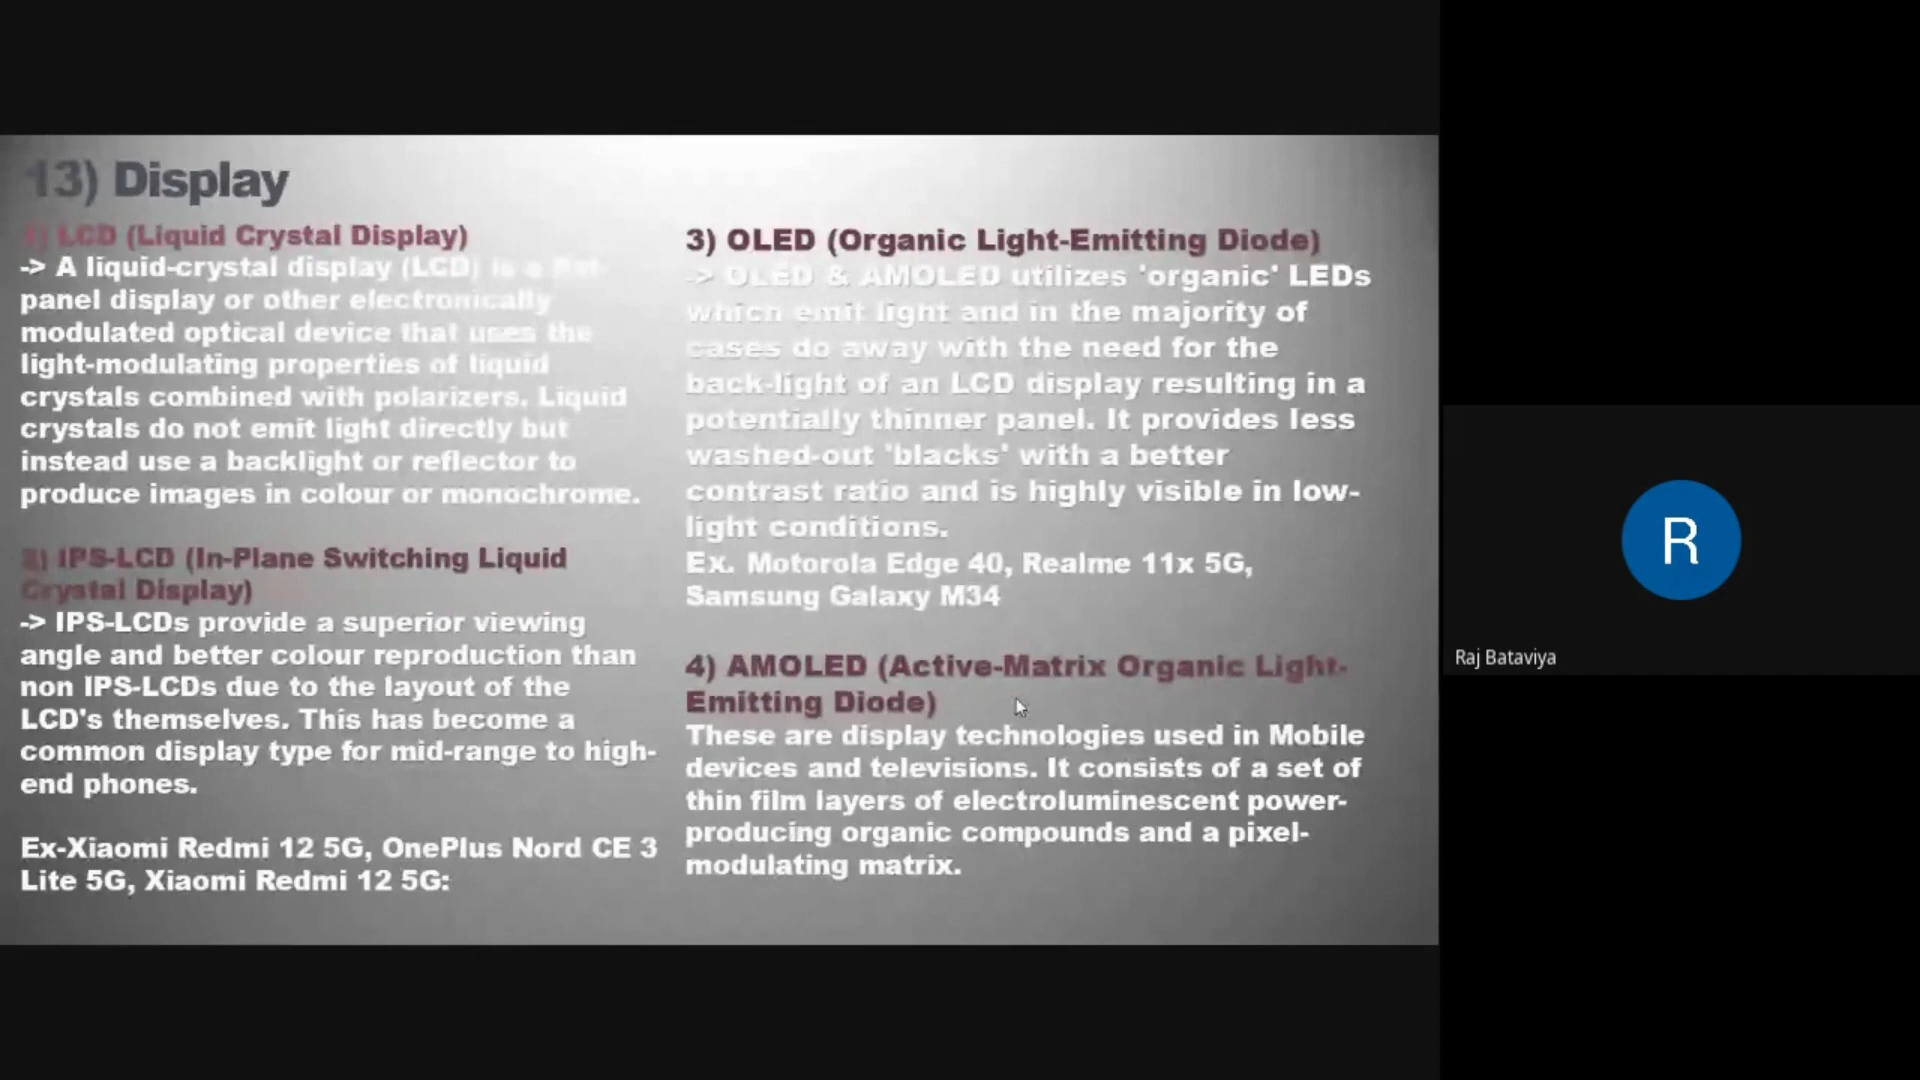 13) Display
1) LCD (Liquid Crystal Display)
-> A liquid-crystal display (LCD) is a flat-
panel display or other electronically
modulated optical device that uses the
light-modulating properties of liquid
crystals combined with polarizers. Liquid
crystals do not emit light directly but
instead use a backlight or reflector to
produce images in colour or monochrome.
2) IPS-LCD (In-Plane Switching Liquid
Crystal Display)
-> IPS-LCDs provide a superior viewing
angle and better colour reproduction than
non IPS-LCDs due to the layout of the
LCD's themselves. This has become a
common display type for mid-range to high-
end phones.
Ex-Xiaomi Redmi 12 5G, OnePlus Nord CE 3
Lite 5G, Xiaomi Redmi 12 5G:
3) OLED (Organic Light-Emitting Diode)
-> OLED & AMOLED utilizes 'organic' LEDs
which emit light and in the majority of
cases do away with the need for the
back-light of an LCD display resulting in a
potentially thinner panel. It provides less
washed-out 'blacks' with a better
contrast ratio and is highly visible in low-
light conditions.
Ex. Motorola Edge 40, Realme 11x 5G,
Samsung Galaxy M34
4) AMOLED (Active-Matrix Organic Light-
Emitting Diode)
These are display technologies used in Mobile
devices and televisions. It consists of a set of
thin film layers of electroluminescent power-
producing organic compounds and a pixel-
modulating matrix.
R
Raj Bataviya